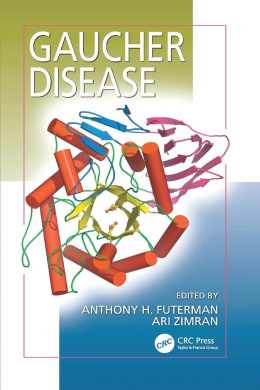 GAUCHER
DISEASE
EDITED BY
ANTHONY H. FUTERMAN
ARI ZIMRAN
CRC
CRC Press
Taylor & Francis Group